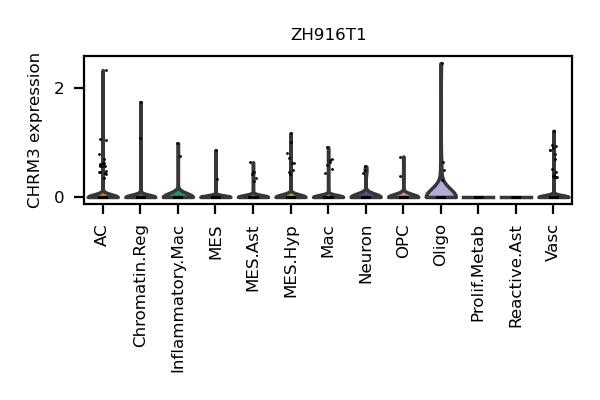 ZH916T1
CHRM3 expression
2
0
AC
Chromatin.Reg
Inflammatory.Mac
MES
MES.Ast
MES.Hyp
Mac
Neuron
OPC
Oligo
Prolif.Metab
Reactive.Ast
Vasc